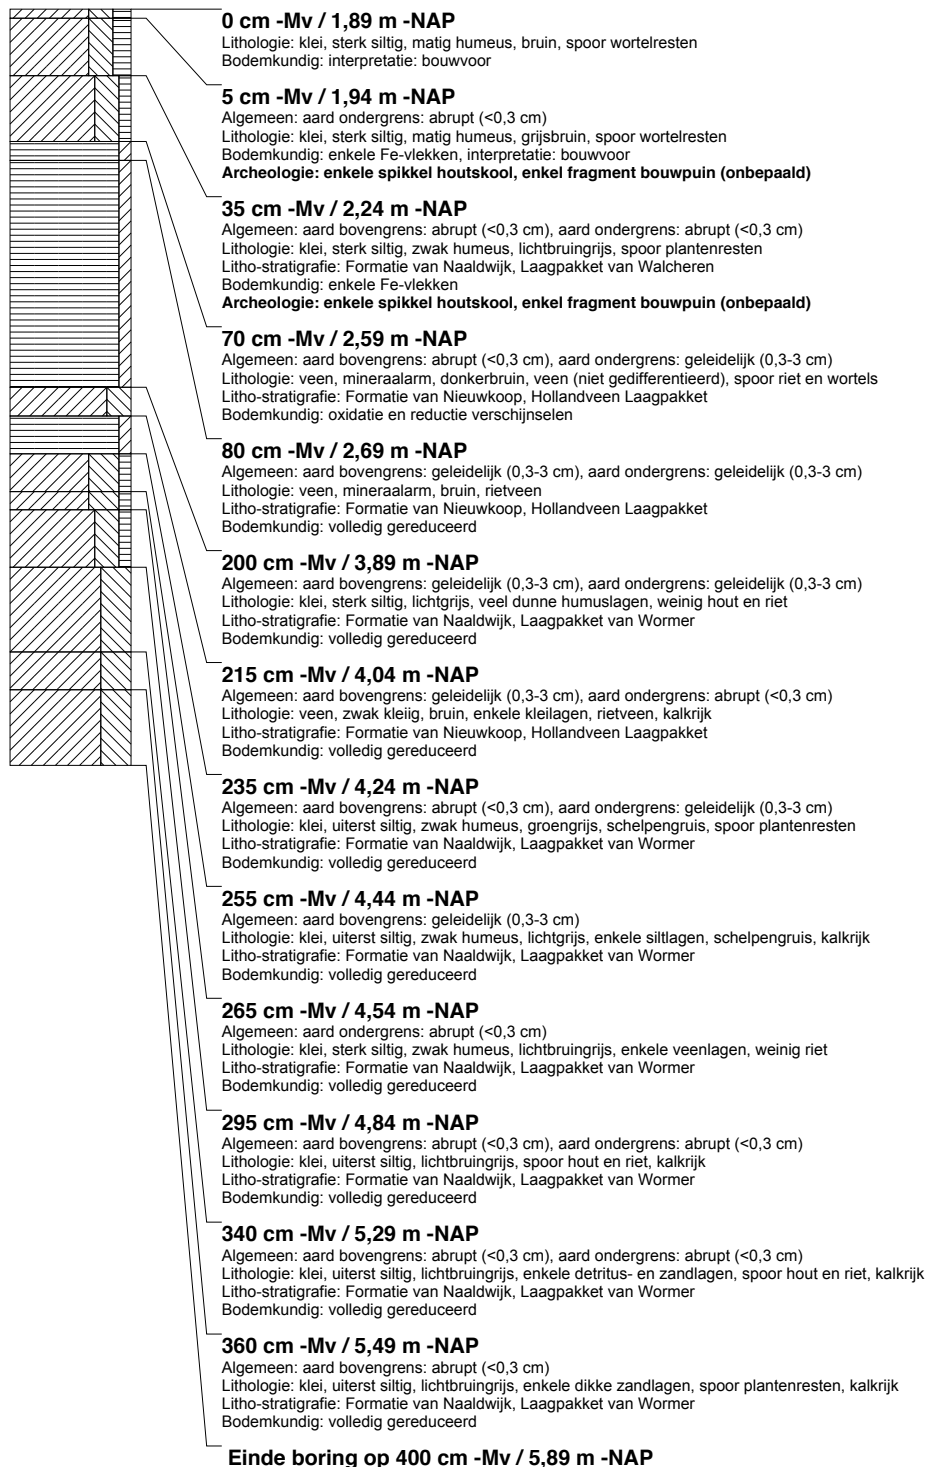 0 cm -Mv / 1,89 m -NAP
Lithologie: klei, sterk siltig, matig humeus, bruin, spoor wortelresten
Bodemkundig: interpretatie: bouwvoor
5 cm -Mv / 1,94 m -NAP
Algemeen: aard ondergrens: abrupt (<0,3 cm)
Lithologie: klei, sterk siltig, matig humeus, grijsbruin, spoor wortelresten
Bodemkundig: enkele Fe-vlekken, interpretatie: bouwvoor
Archeologie: enkele spikkel houtskool, enkel fragment bouwpuin (onbepaald)
35 cm -Mv / 2,24 m -NAP
Algemeen: aard bovengrens: abrupt (<0,3 cm), aard ondergrens: abrupt (<0,3 cm)
Lithologie: klei, sterk siltig, zwak humeus, lichtbruingrijs, spoor plantenresten
Litho-stratigrafie: Formatie van Naaldwijk, Laagpakket van Walcheren
Bodemkundig: enkele Fe-vlekken
Archeologie: enkele spikkel houtskool, enkel fragment bouwpuin (onbepaald)
70 cm -Mv / 2,59 m -NAP
Algemeen: aard bovengrens: abrupt (<0,3 cm), aard ondergrens: geleidelijk (0,3-3 cm)
Lithologie: veen, mineraalarm, donkerbruin, veen (niet gedifferentieerd), spoor riet en wortels
Litho-stratigrafie: Formatie van Nieuwkoop, Hollandveen Laagpakket
Bodemkundig: oxidatie en reductie verschijnselen
80 cm -Mv / 2,69 m -NAP
Algemeen: aard bovengrens: geleidelijk (0,3-3 cm), aard ondergrens: geleidelijk (0,3-3 cm)
Lithologie: veen, mineraalarm, bruin, rietveen
Litho-stratigrafie: Formatie van Nieuwkoop, Hollandveen Laagpakket
Bodemkundig: volledig gereduceerd
200 cm -Mv / 3,89 m -NAP
Algemeen: aard bovengrens: geleidelijk (0,3-3 cm), aard ondergrens: geleidelijk (0,3-3 cm)
Lithologie: klei, sterk siltig, lichtgrijs, veel dunne humuslagen, weinig hout en riet
Litho-stratigrafie: Formatie van Naaldwijk, Laagpakket van Wormer
Bodemkundig: volledig gereduceerd
215 cm -Mv / 4,04 m -NAP
Algemeen: aard bovengrens: geleidelijk (0,3-3 cm), aard ondergrens: abrupt (<0,3 cm)
Lithologie: veen, zwak kleiig, bruin, enkele kleilagen, rietveen, kalkrijk
Litho-stratigrafie: Formatie van Nieuwkoop, Hollandveen Laagpakket
Bodemkundig: volledig gereduceerd
235 cm -Mv / 4,24 m -NAP
Algemeen: aard bovengrens: abrupt (<0,3 cm), aard ondergrens: geleidelijk (0,3-3 cm)
Lithologie: klei, uiterst siltig, zwak humeus, groengrijs, schelpengruis, spoor plantenresten
Litho-stratigrafie: Formatie van Naaldwijk, Laagpakket van Wormer
Bodemkundig: volledig gereduceerd
255 cm -Mv / 4,44 m -NAP
Algemeen: aard bovengrens: geleidelijk (0,3-3 cm)
Lithologie: klei, uiterst siltig, zwak humeus, lichtgrijs, enkele siltlagen, schelpengruis, kalkrijk
Litho-stratigrafie: Formatie van Naaldwijk, Laagpakket van Wormer
Bodemkundig: volledig gereduceerd
265 cm -Mv / 4,54 m -NAP
Algemeen: aard ondergrens: abrupt (<0,3 cm)
Lithologie: klei, sterk siltig, zwak humeus, lichtbruingrijs, enkele veenlagen, weinig riet
Litho-stratigrafie: Formatie van Naaldwijk, Laagpakket van Wormer
Bodemkundig: volledig gereduceerd
295 cm -Mv / 4,84 m -NAP
Algemeen: aard bovengrens: abrupt (<0,3 cm), aard ondergrens: abrupt (<0,3 cm)
Lithologie: klei, uiterst siltig, lichtbruingrijs, spoor hout en riet, kalkrijk
Litho-stratigrafie: Formatie van Naaldwijk, Laagpakket van Wormer
Bodemkundig: volledig gereduceerd
340 cm -Mv / 5,29 m -NAP
Algemeen: aard bovengrens: abrupt (<0,3 cm), aard ondergrens: abrupt (<0,3 cm)
Lithologie: klei, uiterst siltig, lichtbruingrijs, enkele detritus- en zandlagen, spoor hout en riet, kalkrijk
Litho-stratigrafie: Formatie van Naaldwijk, Laagpakket van Wormer
Bodemkundig: volledig gereduceerd
360 cm -Mv / 5,49 m -NAP
Algemeen: aard bovengrens: abrupt (<0,3 cm)
Lithologie: klei, uiterst siltig, lichtbruingrijs, enkele dikke zandlagen, spoor plantenresten, kalkrijk
Litho-stratigrafie: Formatie van Naaldwijk, Laagpakket van Wormer
Bodemkundig: volledig gereduceerd
Einde boring op 400 cm -Mv / 5,89 m -NAP